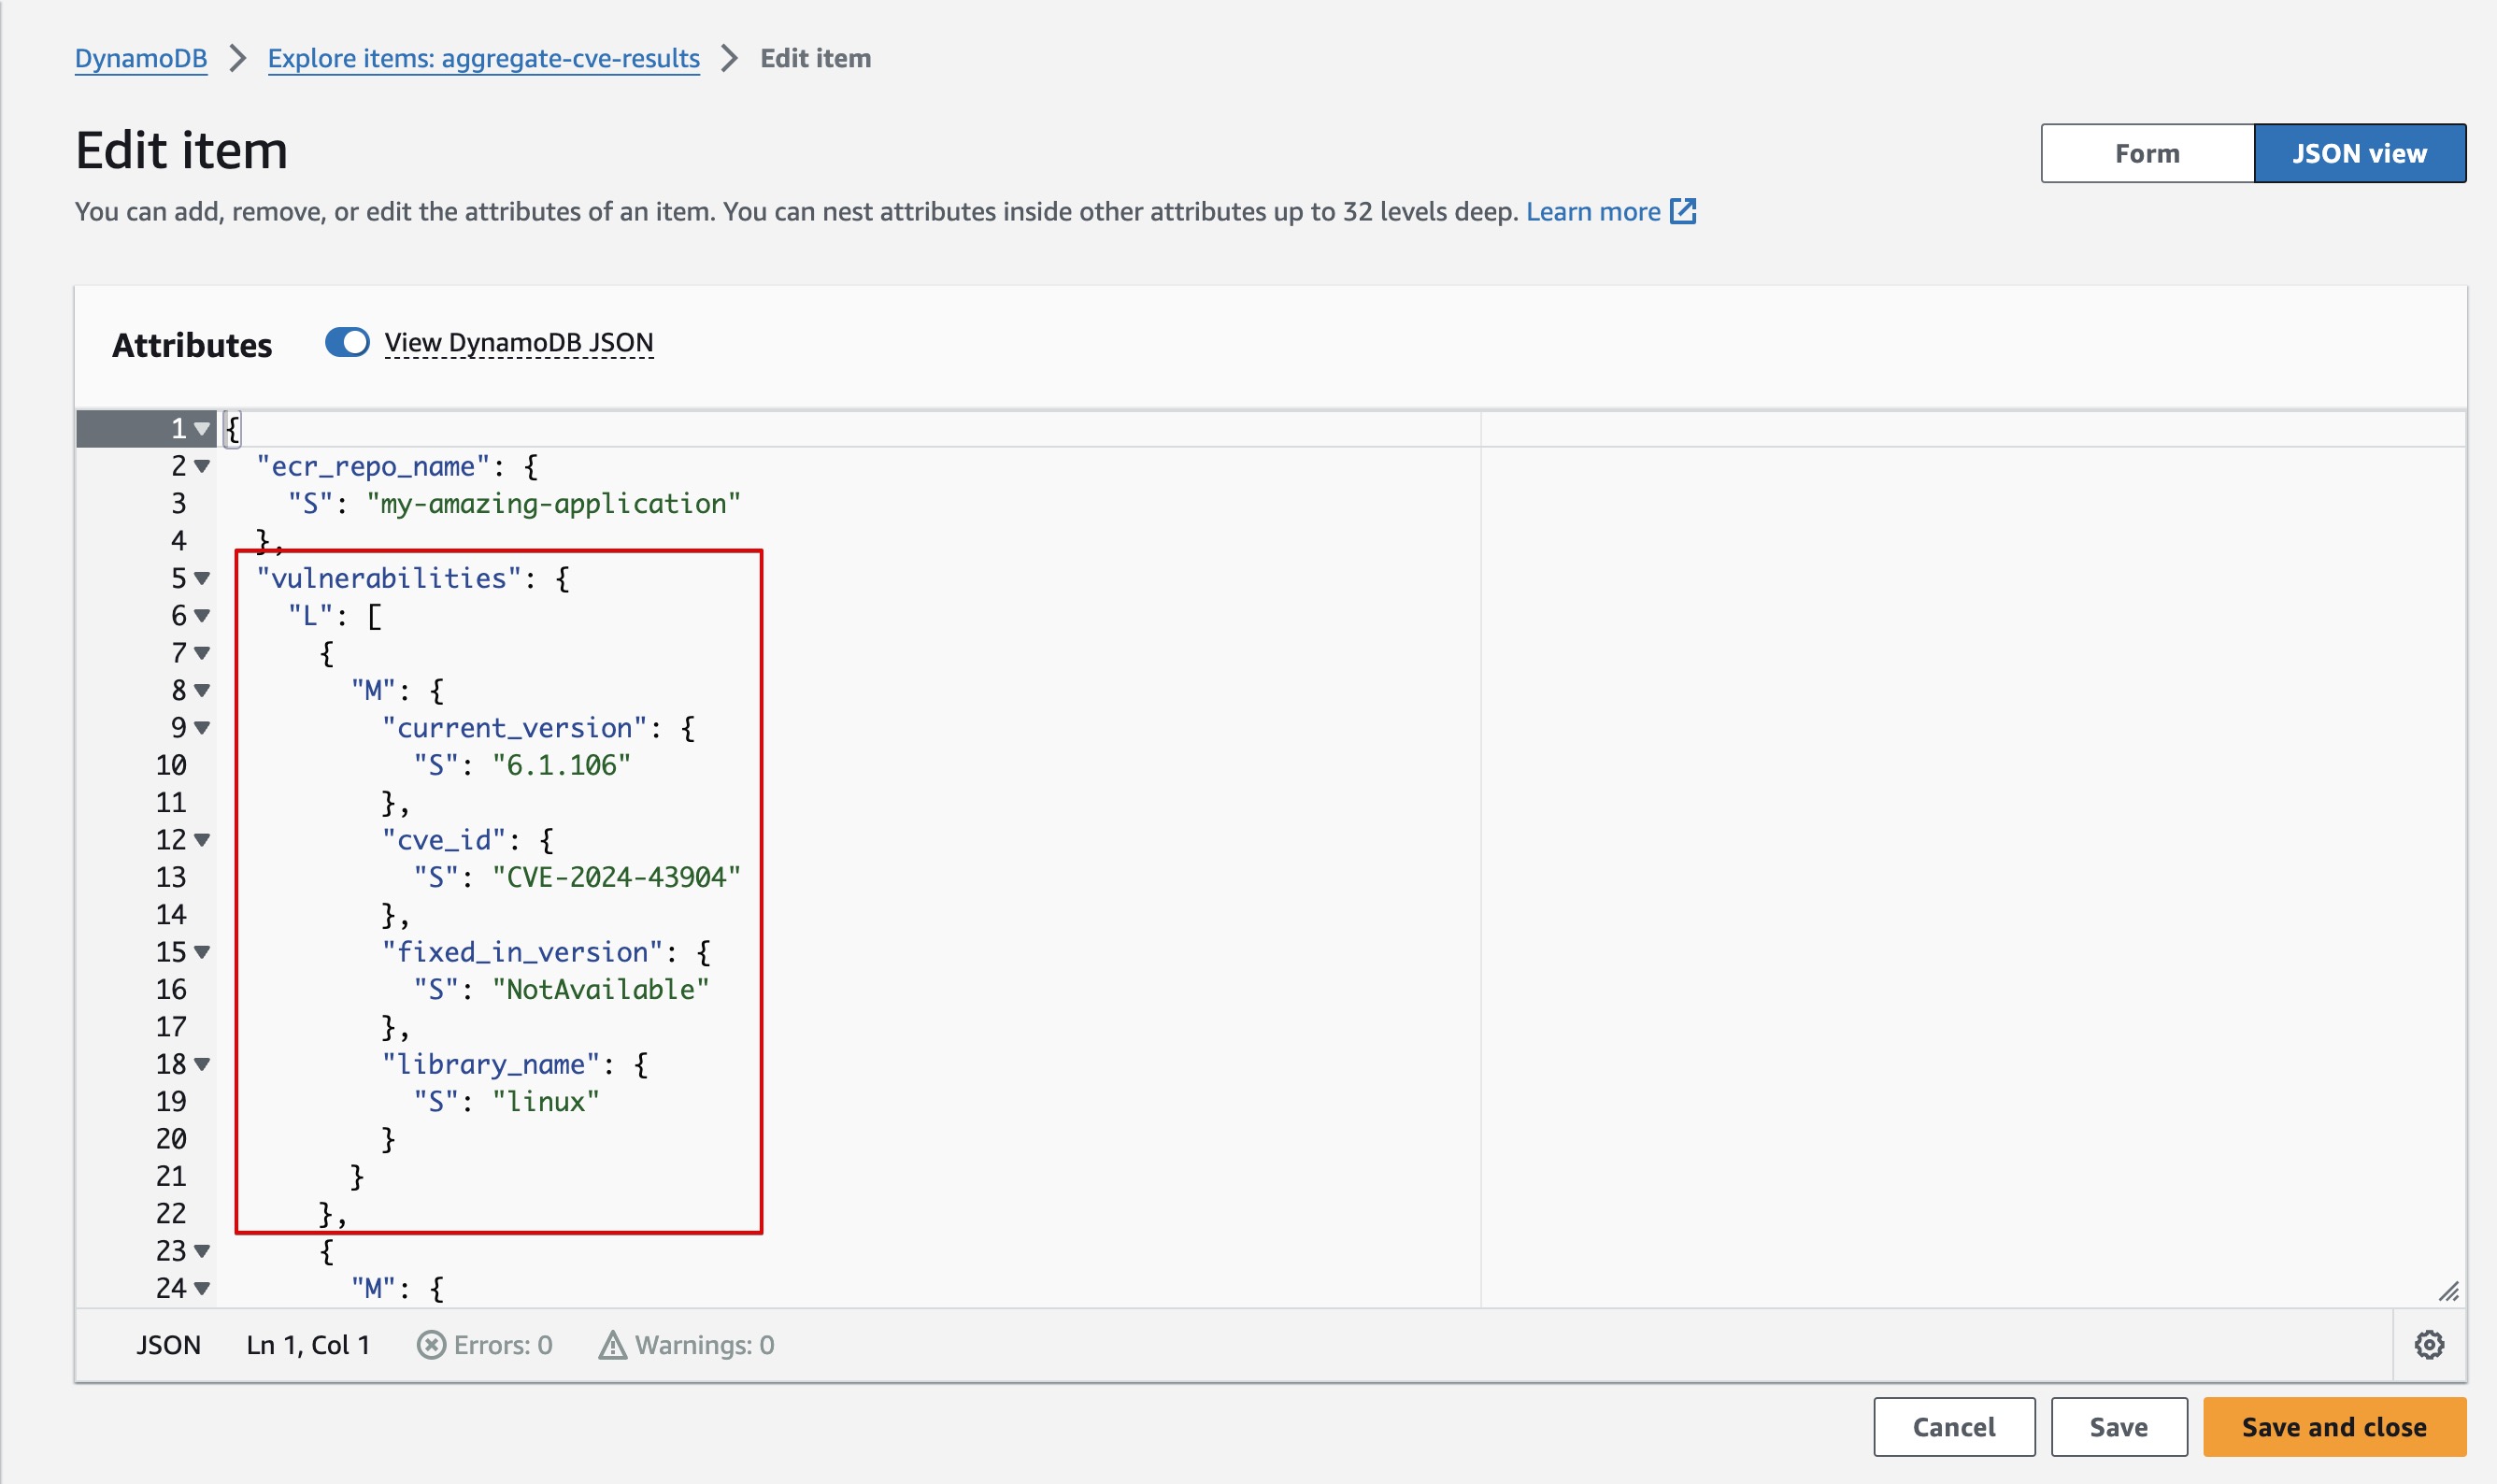 DynamoDB > Explore items: aggregate-cve-results > Edit item
Edit item
Form JSON view
You can add, remove, or edit the attributes of an item. You can nest attributes inside other attributes up to 32 levels deep. Learn more
Attributes View DynamoDB JSON
1 {
2 "ecr_repo_name": {
3 "S": "my-amazing-application"
4 },
5 "vulnerabilities": {
6 "L": [
7 {
8 "M": {
9 "current_version": {
10 "S": "6.1.106"
11 },
12 "cve_id": {
13 "S": "CVE-2024-43904"
14 },
15 "fixed_in_version": {
16 "S": "NotAvailable"
17 },
18 "library_name": {
19 "S": "linux"
20 }
21 }
22 },
23 {
24 "M": {
JSON Ln 1, Col 1 Errors: 0 Warnings: 0
Cancel Save Save and close